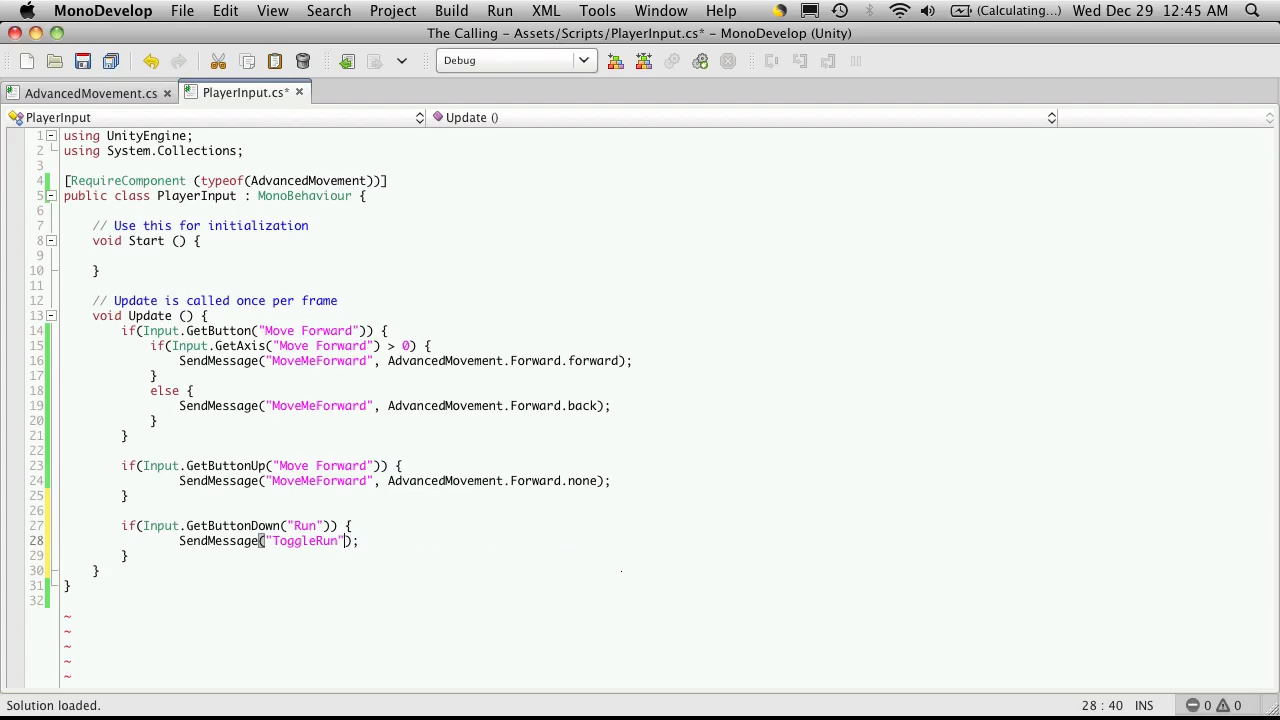 MonoDevelop File Edit View Search Project Build Run XML Tools Window Help (Calculating...) Wed Dec 29 12:45 AM
The Calling – Assets/Scripts/PlayerInput.cs* – MonoDevelop (Unity)
Debug
AdvancedMovement.cs × PlayerInput.cs* ×
PlayerInput Update ()
1 using UnityEngine;
2 using System.Collections;
3
4 [RequireComponent (typeof(AdvancedMovement))]
5 public class PlayerInput : MonoBehaviour {
6
7 // Use this for initialization
8 void Start () {
9
10 }
11
12 // Update is called once per frame
13 void Update () {
14 if(Input.GetButton("Move Forward")) {
15 if(Input.GetAxis("Move Forward") > 0) {
16 SendMessage("MoveMeForward", AdvancedMovement.Forward.forward);
17 }
18 else {
19 SendMessage("MoveMeForward", AdvancedMovement.Forward.back);
20 }
21 }
22
23 if(Input.GetButtonUp("Move Forward")) {
24 SendMessage("MoveMeForward", AdvancedMovement.Forward.none);
25 }
26
27 if(Input.GetButtonDown("Run")) {
28 SendMessage("ToggleRun");
29 }
30 }
31 }
32
~
~
~
~
~
Solution loaded. 28 : 40 INS 0 0